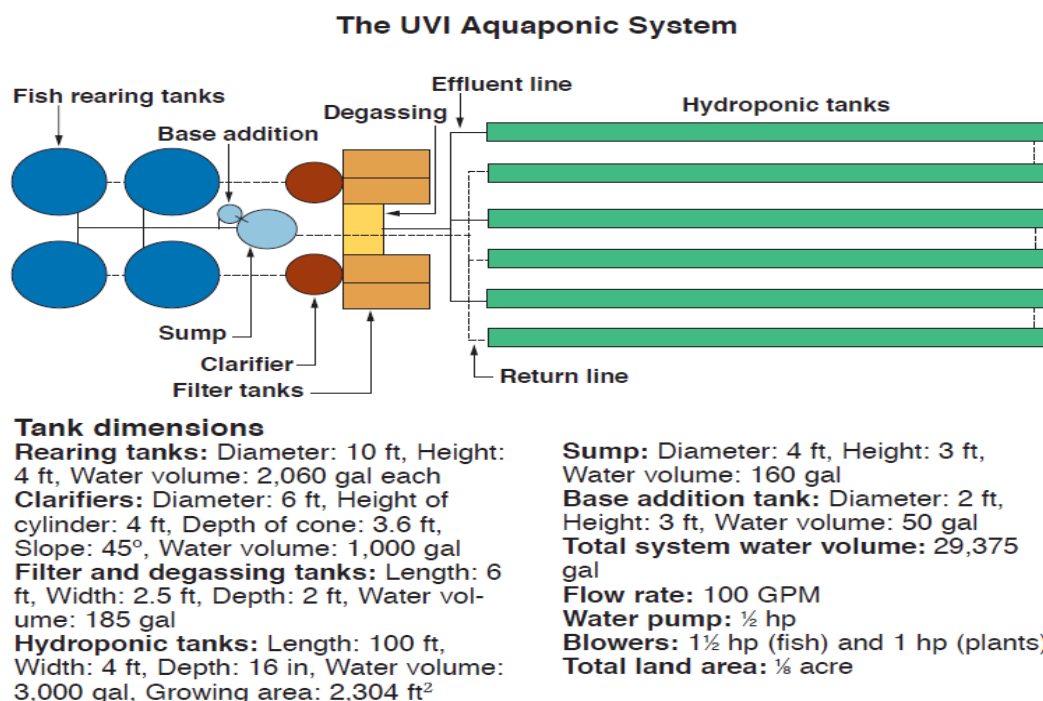 The UVI Aquaponic System
Effluent line
Fish rearing tanks
Degassing
Hydroponic tanks
Base addition
Sump
Clarifier
Return line
Filter tanks
Tank dimensions
Rearing tanks: Diameter: 10 ft, Height:
4 ft, Water volume: 2,060 gal each
Clarifiers: Diameter: 6 ft, Height of
cylinder: 4 ft, Depth of cone: 3.6 ft,
Slope: 45º, Water volume: 1,000 gal
Filter and degassing tanks: Length: 6
ft, Width: 2.5 ft, Depth: 2 ft, Water vol-
ume: 185 gal
Hydroponic tanks: Length: 100 ft,
Width: 4 ft, Depth: 16 in, Water volume:
3,000 gal, Growing area: 2,304 ft²
Sump: Diameter: 4 ft, Height: 3 ft,
Water volume: 160 gal
Base addition tank: Diameter: 2 ft,
Height: 3 ft, Water volume: 50 gal
Total system water volume: 29,375
gal
Flow rate: 100 GPM
Water pump: ½ hp
Blowers: 1½ hp (fish) and 1 hp (plants)
Total land area: ⅛ acre